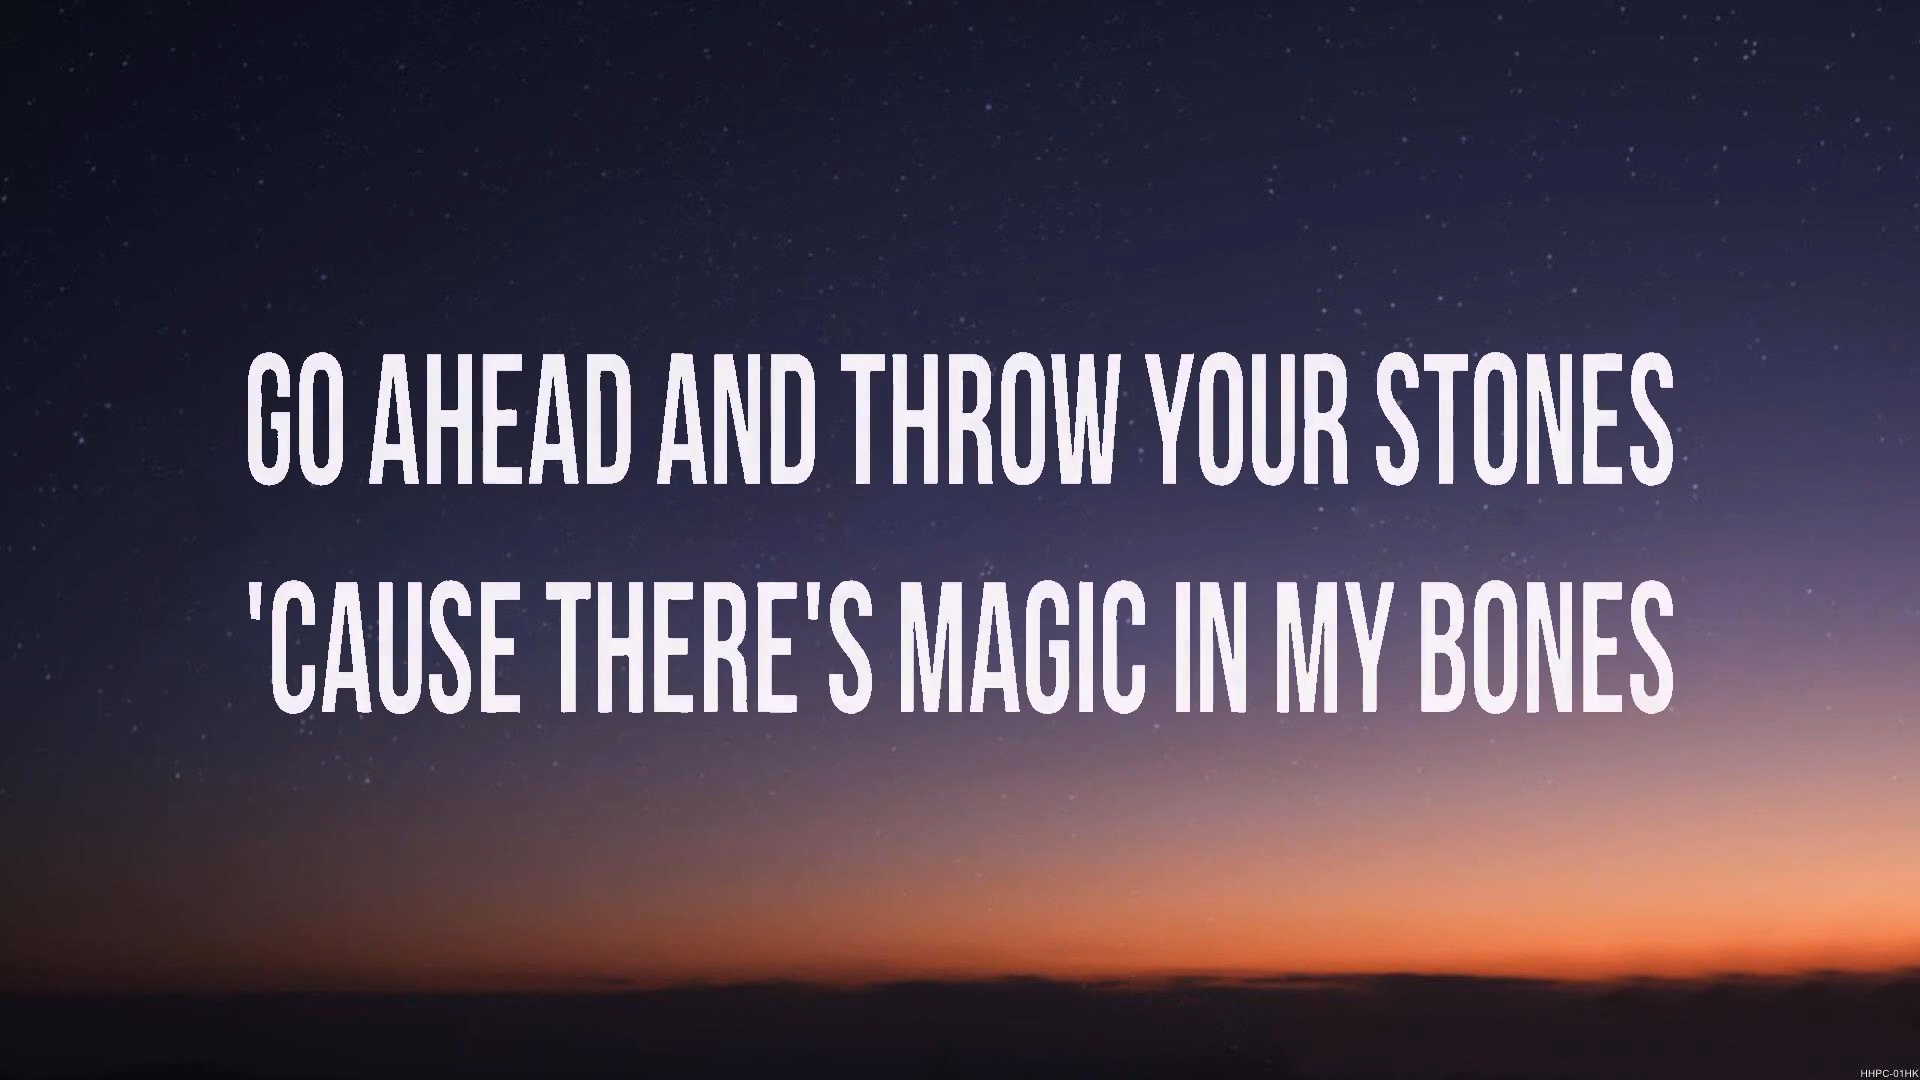 GO AHEAD AND THROW YOUR STONES
'CAUSE THERE'S MAGIC IN MY BONES
HHPC-01HK